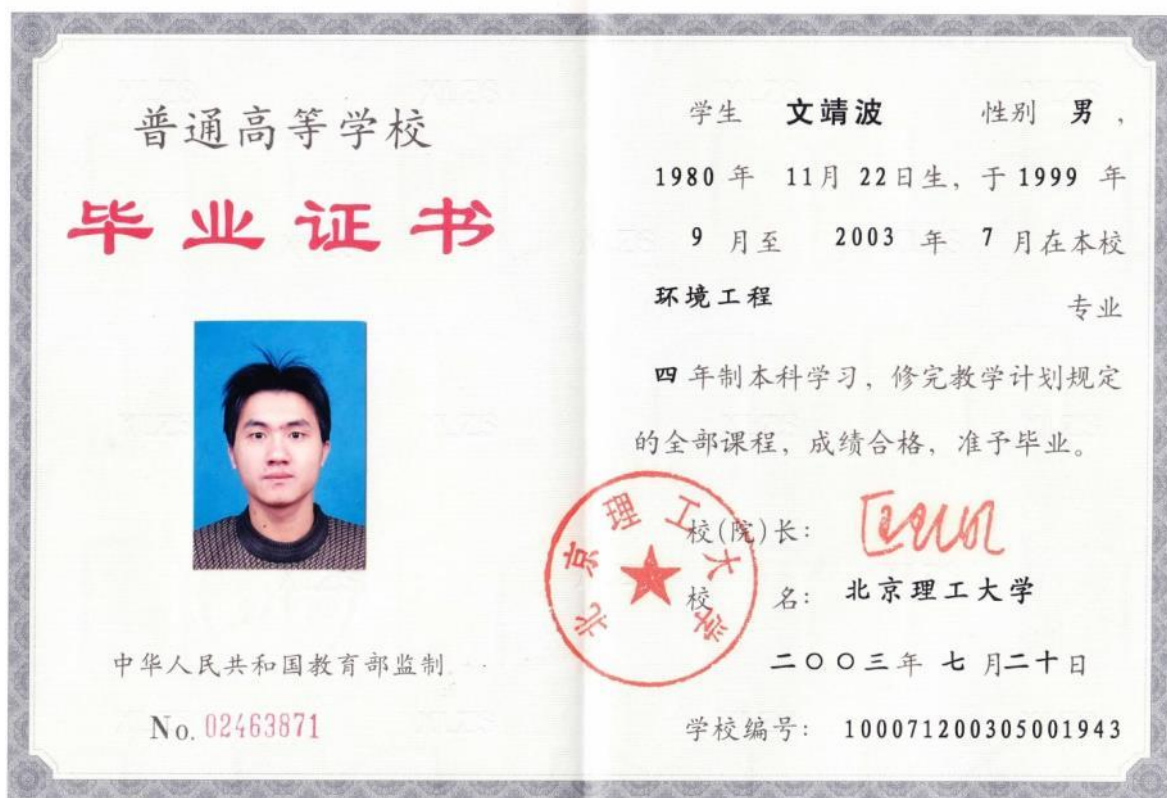 普通高等学校
毕业证书
中华人民共和国教育部监制
No. 02463871
学生 文靖波 性别 男，
1980 年 11月 22日生，于 1999 年
9 月至 2003 年 7 月在本校
环境工程 专业
四 年制本科学习，修完教学计划规定
的全部课程，成绩合格，准予毕业。
校(院)长：
校 名： 北京理工大学
北京理工大学
二〇〇三年 七 月二十日
学校编号： 100071200305001943